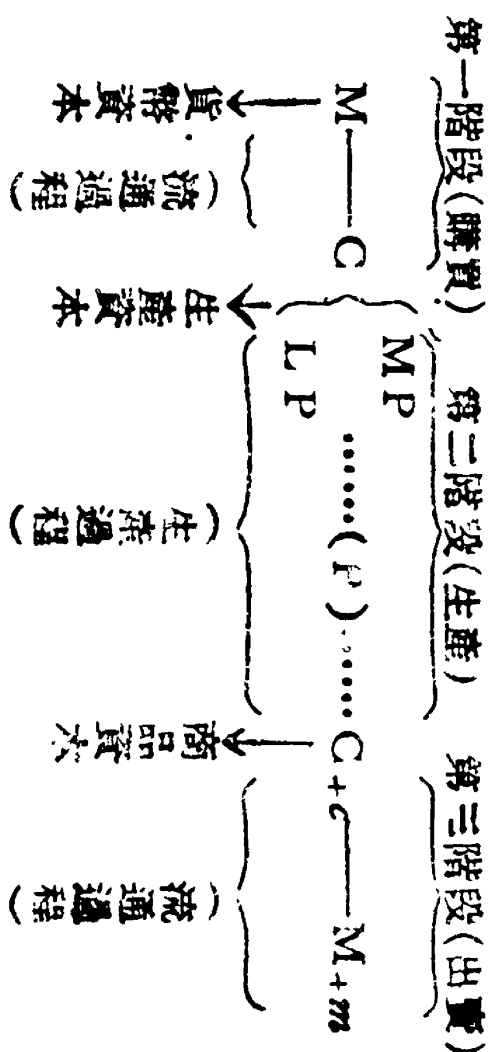 第一階段(購買) 第二階段(生產) 第三階段(出賣)
MP
M——C ……(P)……C+c——M+m
LP
貨幣資本
(流通過程)
生產資本
(生產過程)
商品資本
(流通過程)